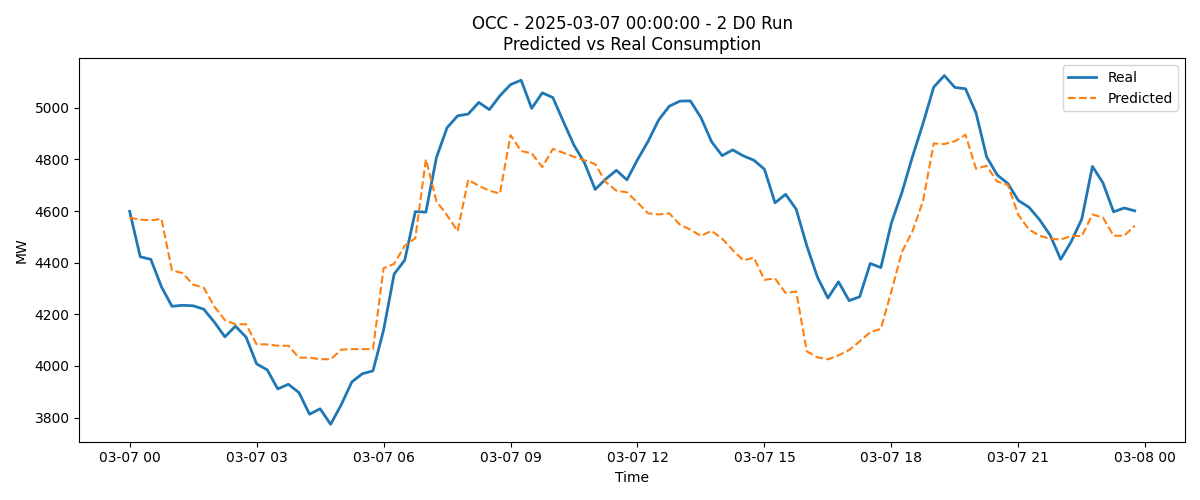 OCC - 2025-03-07 00:00:00 - 2 D0 Run
Predicted vs Real Consumption
Real
Predicted
MW
5000
4800
4600
4400
4200
4000
3800
03-07 00
03-07 03
03-07 06
03-07 09
03-07 12
03-07 15
03-07 18
03-07 21
03-08 00
Time